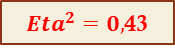 Eta² = 0,43